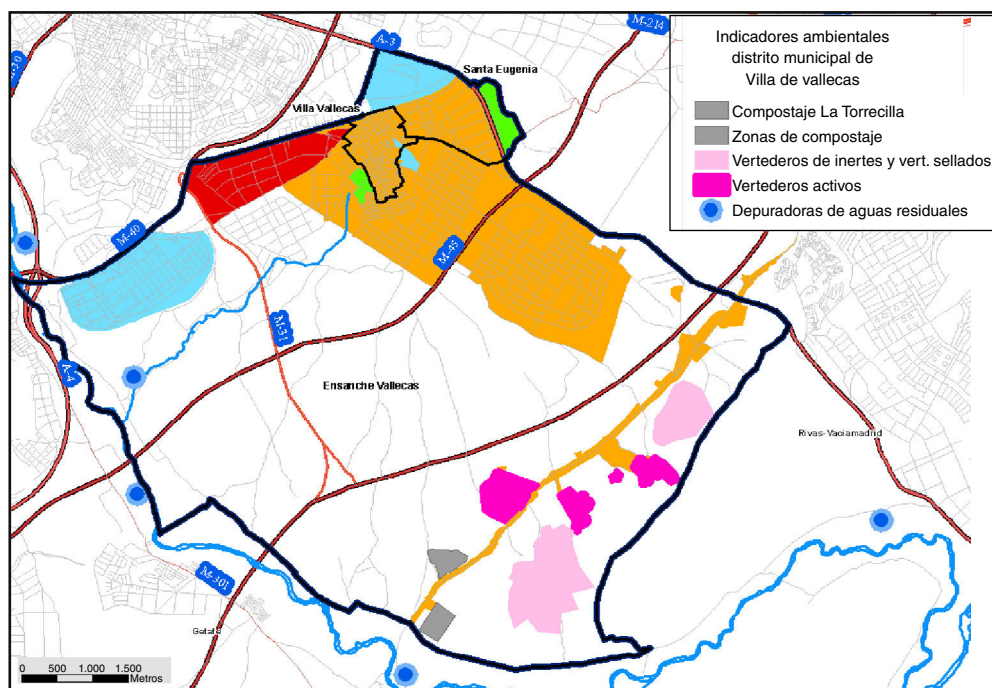 M-214
A-3
M-30
Santa Eugenia
Villa Vallecas
M-40
M-45
M-31
A-4
Ensanche Vallecas
Rivas-Vaciamadrid
M-301
Getafe
0 500 1.000 1.500
Metros
Indicadores ambientales
distrito municipal de
Villa de vallecas
Compostaje La Torrecilla
Zonas de compostaje
Vertederos de inertes y vert. sellados
Vertederos activos
Depuradoras de aguas residuales